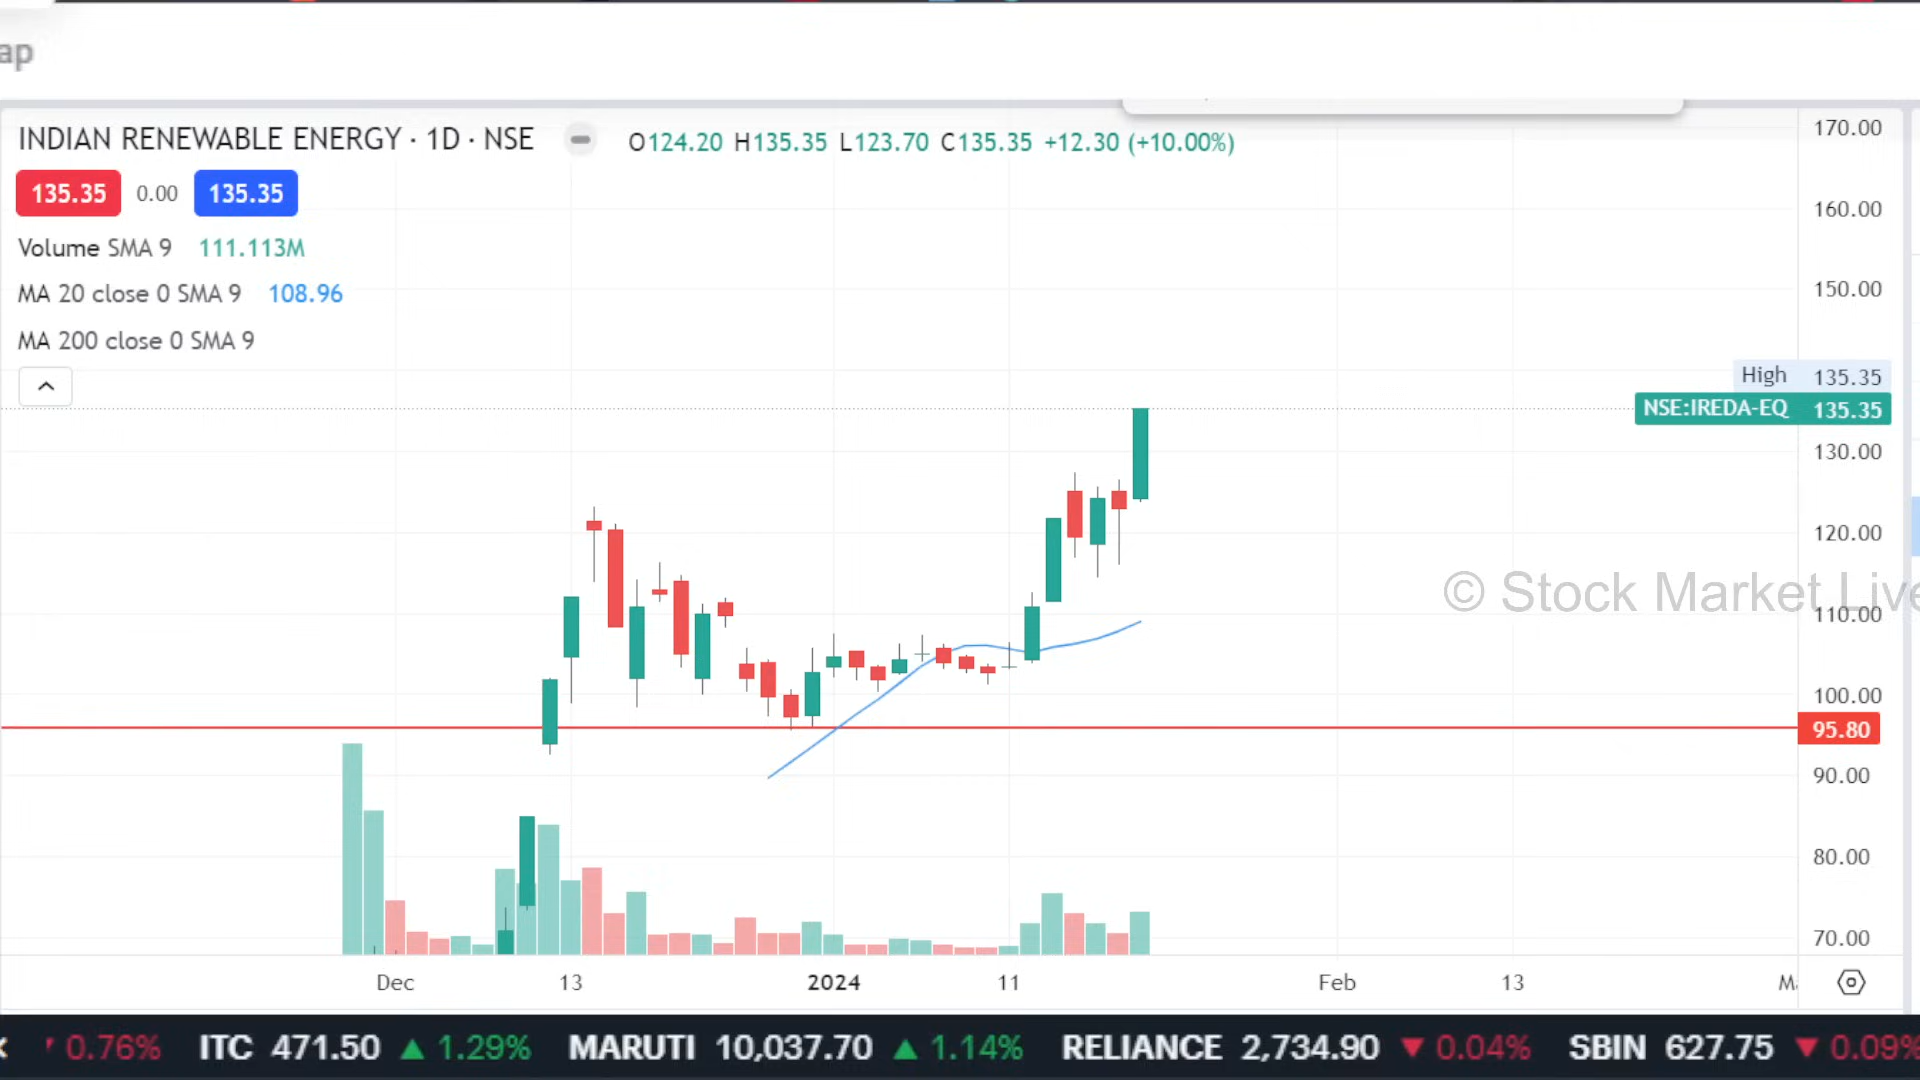 ap
INDIAN RENEWABLE ENERGY · 1D · NSE O124.20 H135.35 L123.70 C135.35 +12.30 (+10.00%)
135.35 0.00 135.35
Volume SMA 9 111.113M
MA 20 close 0 SMA 9 108.96
MA 200 close 0 SMA 9
170.00
160.00
150.00
High 135.35
NSE:IREDA-EQ 135.35
130.00
120.00
© Stock Market Live
110.00
100.00
95.80
90.00
80.00
70.00
Dec 13 2024 11 Feb 13
0.76% ITC 471.50 ▲ 1.29% MARUTI 10,037.70 ▲ 1.14% RELIANCE 2,734.90 ▼ 0.04% SBIN 627.75 ▼ 0.09%